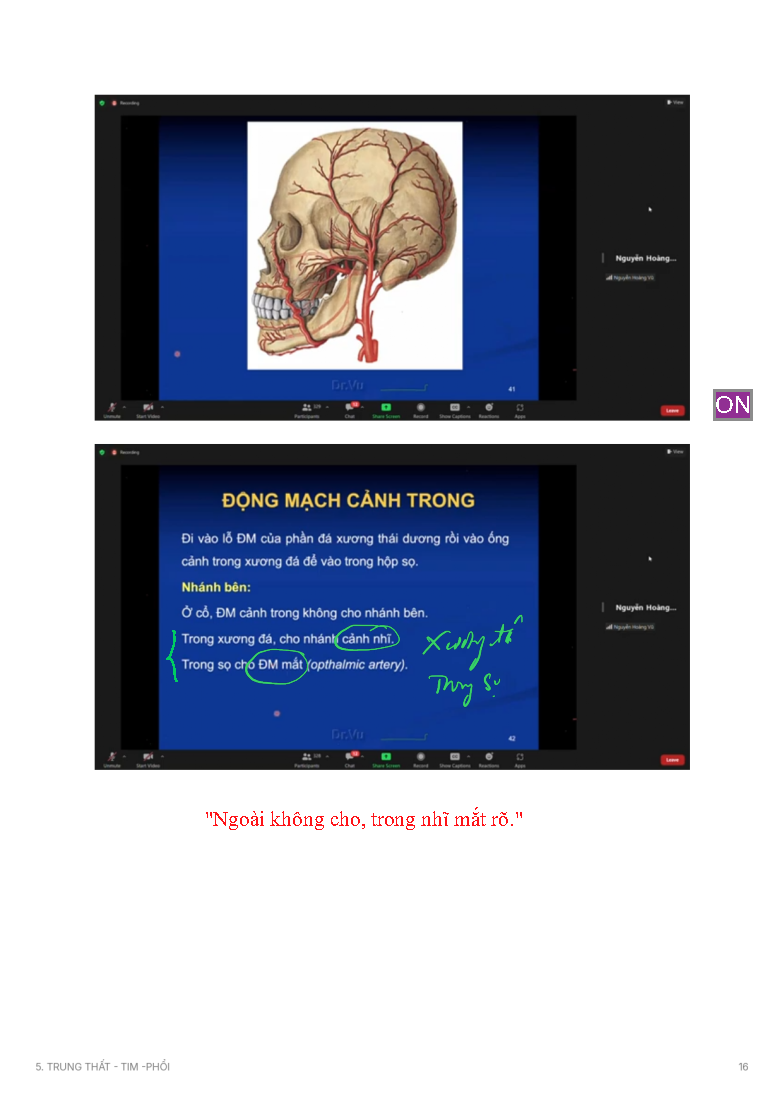 Recording
View
Nguyễn Hoàng...
Nguyễn Hoàng Vũ
Dr.Vu
41
Unmute
Start Video
Participants
Chat
Share Screen
Record
Show Captions
Reactions
Apps
Leave
ON
Recording
View
ĐỘNG MẠCH CẢNH TRONG
Đi vào lỗ ĐM của phần đá xương thái dương rồi vào ống
cảnh trong xương đá để vào trong hộp sọ.
Nhánh bên:
Ở cổ, ĐM cảnh trong không cho nhánh bên.
Trong xương đá, cho nhánh cảnh nhĩ.
Trong sọ cho ĐM mắt (opthalmic artery).
Xương
Trong Sọ
Nguyễn Hoàng...
Nguyễn Hoàng Vũ
Dr.Vu
42
Unmute
Start Video
Participants
Chat
Share Screen
Record
Show Captions
Reactions
Apps
Leave
"Ngoài không cho, trong nhĩ mắt rõ."
5. TRUNG THẤT - TIM -PHỔI
16